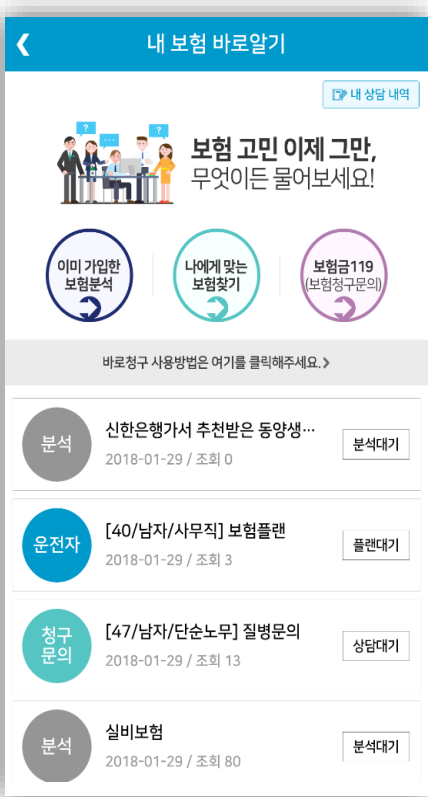 내 보험 바로알기
내 상담 내역
? ... ?
보험 고민 이제 그만,
무엇이든 물어보세요!
이미 가입한
보험분석
나에게 맞는
보험찾기
보험금119
(보험청구문의)
바로청구 사용방법은 여기를 클릭해주세요.
분석
신한은행가서 추천받은 동양생…
2018-01-29 / 조회 0
분석대기
운전자
[40/남자/사무직] 보험플랜
2018-01-29 / 조회 3
플랜대기
청구
문의
[47/남자/단순노무] 질병문의
2018-01-29 / 조회 13
상담대기
분석
실비보험
2018-01-29 / 조회 80
분석대기